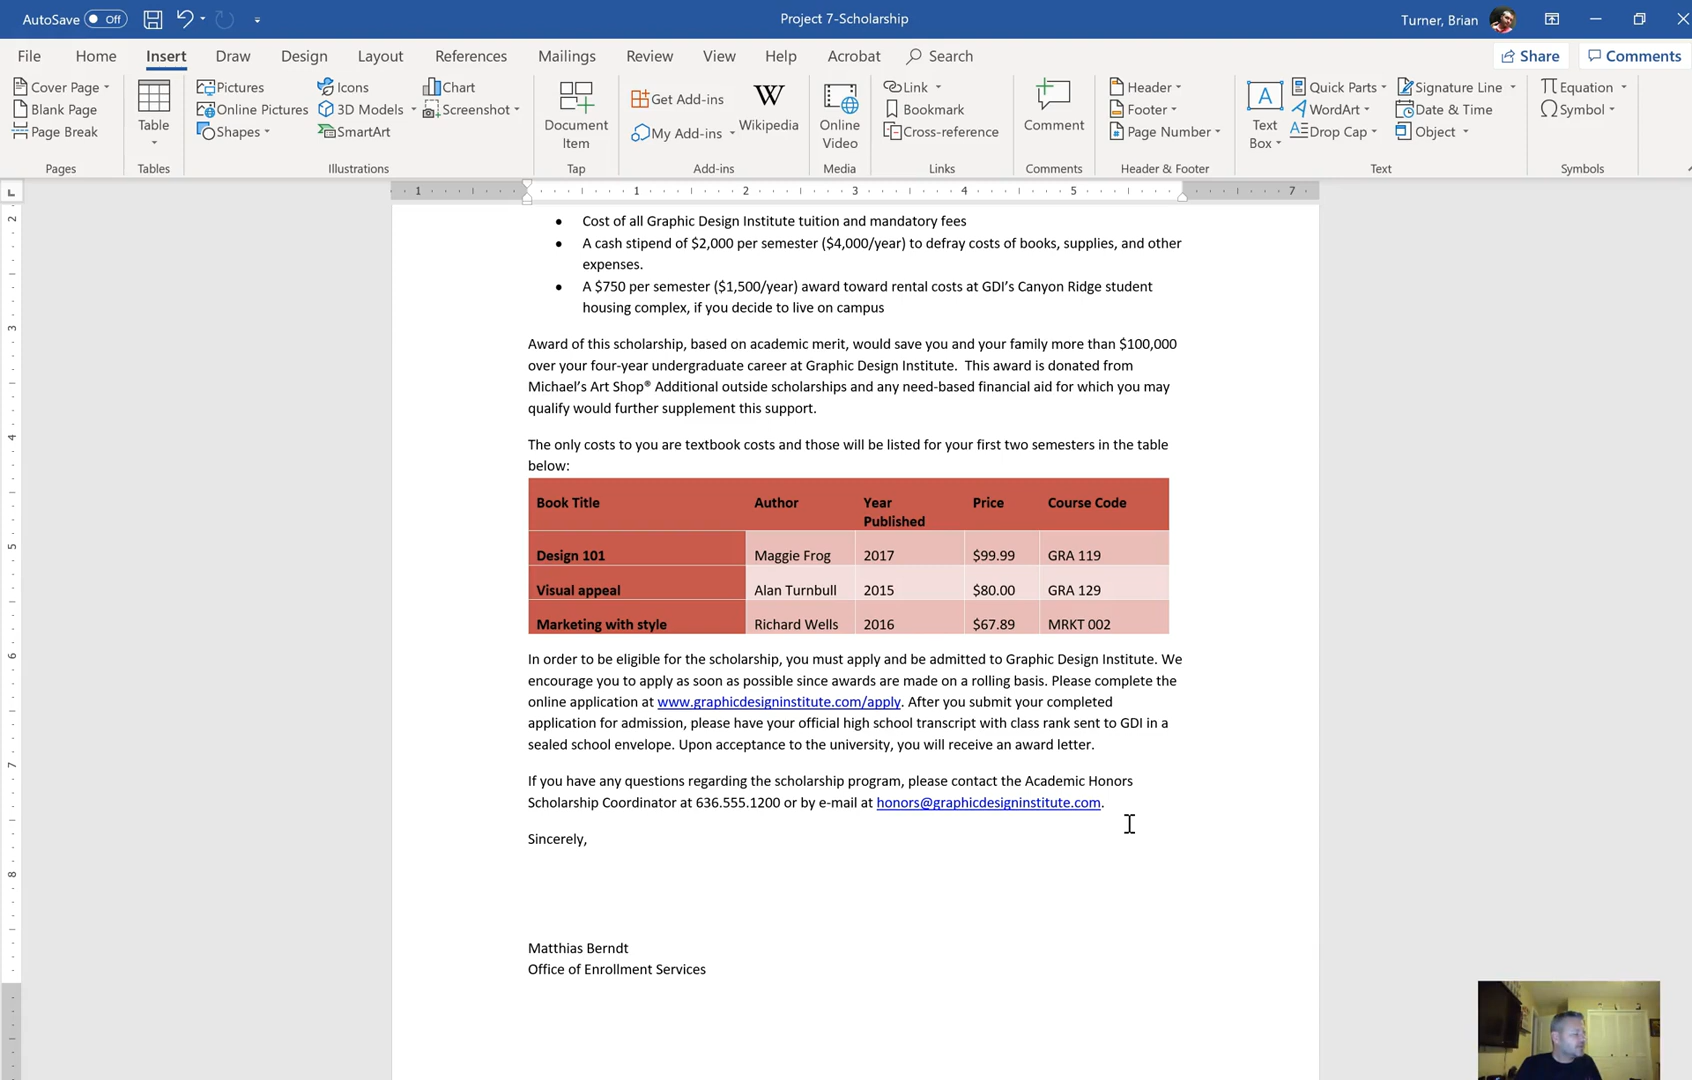 AutoSave Off Project 7-Scholarship Turner, Brian
File Home Insert Draw Design Layout References Mailings Review View Help Acrobat Search Share Comments
Cover Page
Blank Page
Page Break
Pages
Table
Tables
Pictures
Online Pictures
Shapes
Icons
3D Models
SmartArt
Chart
Screenshot
Illustrations
Document
Item
Tap
Get Add-ins
My Add-ins
Wikipedia
Add-ins
Online
Video
Media
Link
Bookmark
Cross-reference
Links
Comment
Comments
Header
Footer
Page Number
Header & Footer
Text
Box
Quick Parts
WordArt
Drop Cap
Signature Line
Date & Time
Object
Text
Equation
Symbol
Symbols
1 1 2 3 4 5 7
2
3
4
5
6
7
8
• Cost of all Graphic Design Institute tuition and mandatory fees
• A cash stipend of $2,000 per semester ($4,000/year) to defray costs of books, supplies, and other
expenses.
• A $750 per semester ($1,500/year) award toward rental costs at GDI's Canyon Ridge student
housing complex, if you decide to live on campus
Award of this scholarship, based on academic merit, would save you and your family more than $100,000
over your four-year undergraduate career at Graphic Design Institute. This award is donated from
Michael's Art Shop® Additional outside scholarships and any need-based financial aid for which you may
qualify would further supplement this support.
The only costs to you are textbook costs and those will be listed for your first two semesters in the table
below:
Book Title Author Year Published Price Course Code
Design 101 Maggie Frog 2017 $99.99 GRA 119
Visual appeal Alan Turnbull 2015 $80.00 GRA 129
Marketing with style Richard Wells 2016 $67.89 MRKT 002
In order to be eligible for the scholarship, you must apply and be admitted to Graphic Design Institute. We
encourage you to apply as soon as possible since awards are made on a rolling basis. Please complete the
online application at www.graphicdesigninstitute.com/apply. After you submit your completed
application for admission, please have your official high school transcript with class rank sent to GDI in a
sealed school envelope. Upon acceptance to the university, you will receive an award letter.
If you have any questions regarding the scholarship program, please contact the Academic Honors
Scholarship Coordinator at 636.555.1200 or by e-mail at honors@graphicdesigninstitute.com.
Sincerely,
Matthias Berndt
Office of Enrollment Services